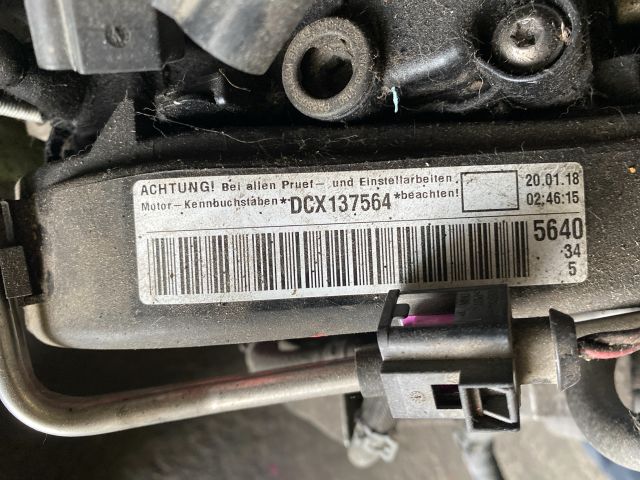 ACHTUNG! Bei allen Pruef- und Einstellarbeiten,
20.01.18
Motor-Kennbuchstaben *DCX137564* beachten!
02:46:15
5640
34
5